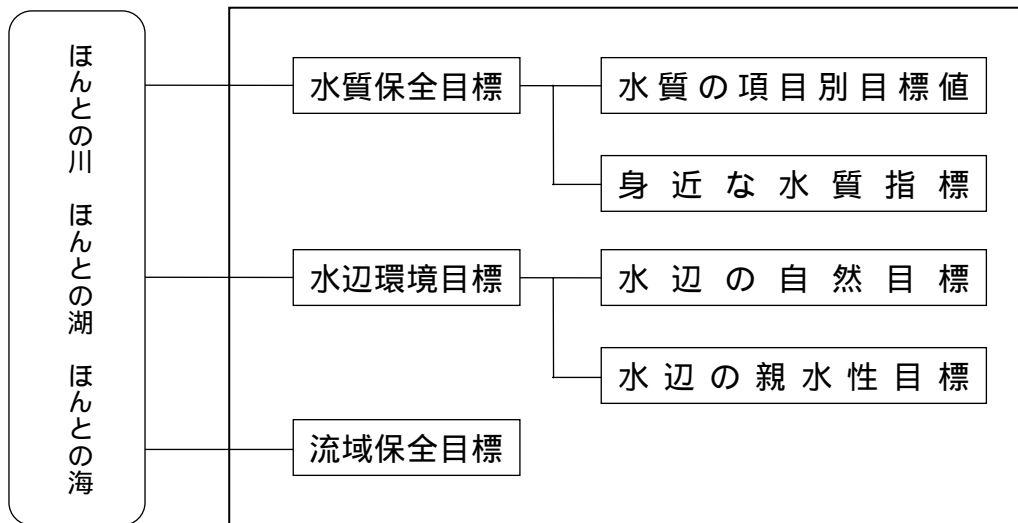 ほんとの川　ほんとの湖　ほんとの海
水質保全目標
水質の項目別目標値
身近な水質指標
水辺環境目標
水辺の自然目標
水辺の親水性目標
流域保全目標